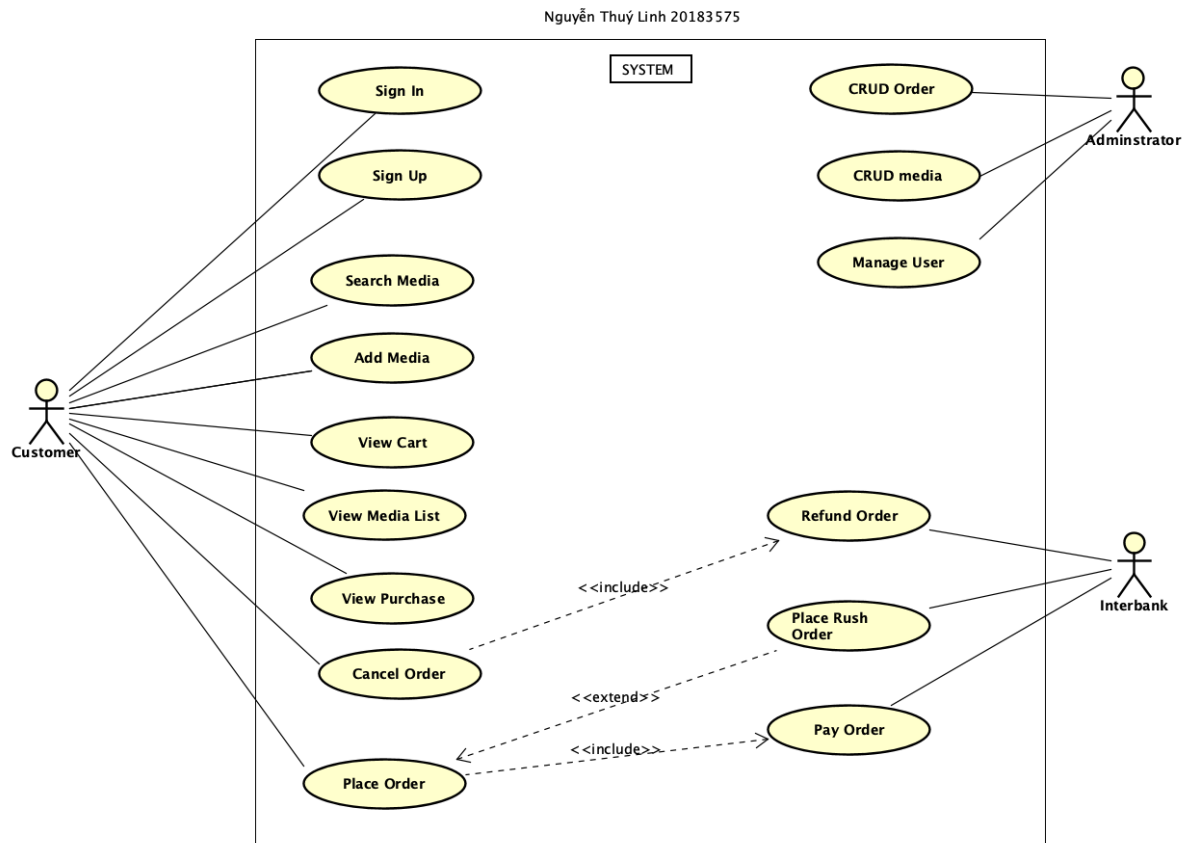 Nguyễn Thuý Linh 20183575
SYSTEM
Sign In
CRUD Order
Adminstrator
Sign Up
CRUD media
Manage User
Search Media
Add Media
Customer
View Cart
View Media List
Refund Order
<<include>>
View Purchase
Interbank
Place Rush
Order
Cancel Order
<<extend>>
Pay Order
<<include>>
Place Order